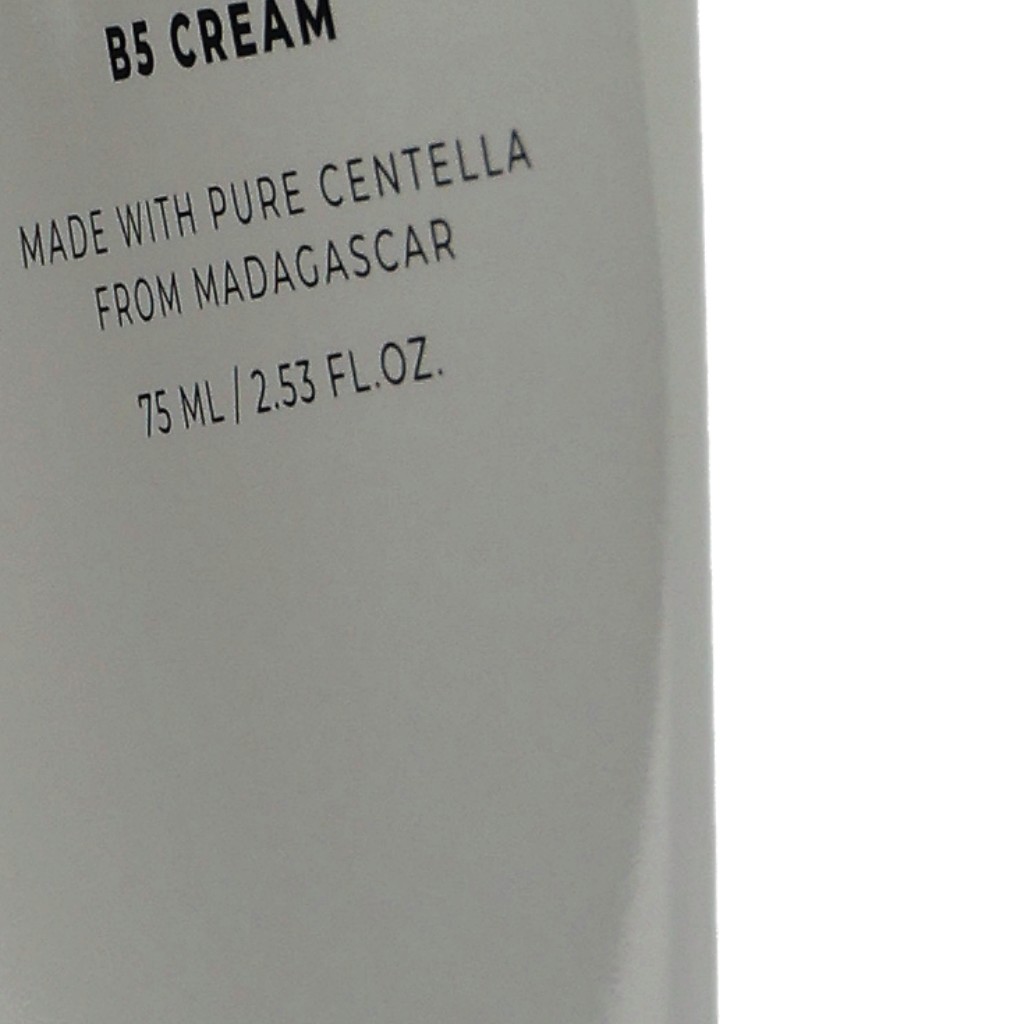 B5 CREAM
MADE WITH PURE CENTELLA
FROM MADAGASCAR
75 ML / 2.53 FL.OZ.